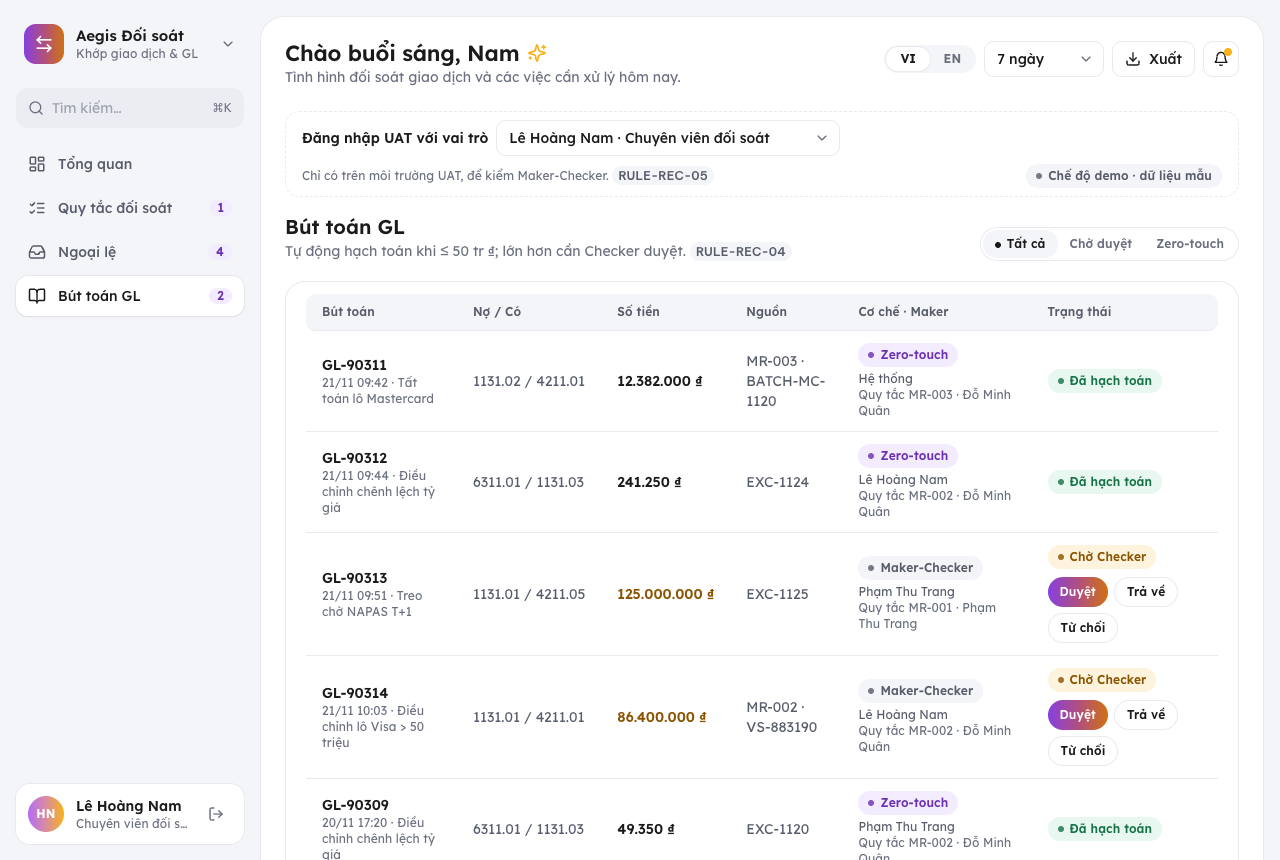 Aegis Đối soát
Khớp giao dịch & GL
Tìm kiếm... ⌘K
Tổng quan
Quy tắc đối soát 1
Ngoại lệ 4
Bút toán GL 2
HN
Lê Hoàng Nam
Chuyên viên đối s...
Chào buổi sáng, Nam
Tình hình đối soát giao dịch và các việc cần xử lý hôm nay.
VI EN
7 ngày
Xuất
Đăng nhập UAT với vai trò
Lê Hoàng Nam · Chuyên viên đối soát
Chỉ có trên môi trường UAT, để kiểm Maker-Checker. RULE-REC-05
Chế độ demo · dữ liệu mẫu
Bút toán GL
Tự động hạch toán khi ≤ 50 tr ₫; lớn hơn cần Checker duyệt. RULE-REC-04
Tất cả Chờ duyệt Zero-touch
Bút toán Nợ / Có Số tiền Nguồn Cơ chế · Maker Trạng thái
GL-90311
21/11 09:42 · Tất
toán lô Mastercard
1131.02 / 4211.01
12.382.000 ₫
MR-003 ·
BATCH-MC-
1120
Zero-touch
Hệ thống
Quy tắc MR-003 · Đỗ Minh
Quân
Đã hạch toán
GL-90312
21/11 09:44 · Điều
chỉnh chênh lệch tỷ
giá
6311.01 / 1131.03
241.250 ₫
EXC-1124
Zero-touch
Lê Hoàng Nam
Quy tắc MR-002 · Đỗ Minh
Quân
Đã hạch toán
GL-90313
21/11 09:51 · Treo
chờ NAPAS T+1
1131.01 / 4211.05
125.000.000 ₫
EXC-1125
Maker-Checker
Phạm Thu Trang
Quy tắc MR-001 · Phạm
Thu Trang
Chờ Checker
Duyệt Trả về
Từ chối
GL-90314
21/11 10:03 · Điều
chỉnh lô Visa > 50
triệu
1131.01 / 4211.01
86.400.000 ₫
MR-002 ·
VS-883190
Maker-Checker
Lê Hoàng Nam
Quy tắc MR-002 · Đỗ Minh
Quân
Chờ Checker
Duyệt Trả về
Từ chối
GL-90309
20/11 17:20 · Điều
chỉnh chênh lệch tỷ
giá
6311.01 / 1131.03
49.350 ₫
EXC-1120
Zero-touch
Phạm Thu Trang
Quy tắc MR-002 · Đỗ Minh
Quân
Đã hạch toán